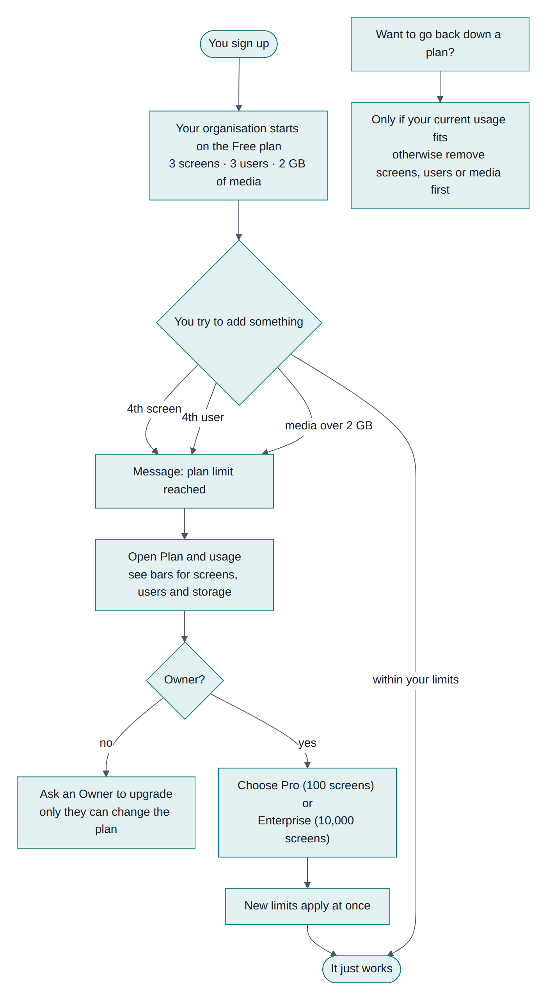 You sign up
Want to go back down a
plan?
Your organisation starts
on the Free plan
3 screens · 3 users · 2 GB
of media
Only if your current usage
fits
otherwise remove
screens, users or media
first
You try to add something
4th screen
4th user
media over 2 GB
Message: plan limit
reached
Open Plan and usage
see bars for screens,
users and storage
Owner?
within your limits
no
yes
Ask an Owner to upgrade
only they can change the
plan
Choose Pro (100 screens)
or
Enterprise (10,000
screens)
New limits apply at once
It just works